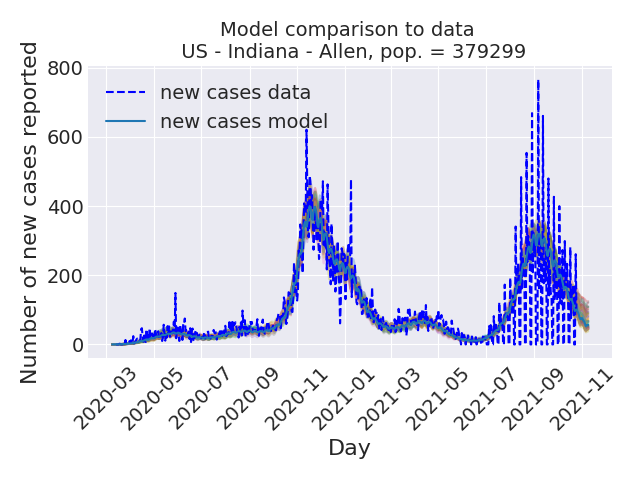 Model comparison to data
US - Indiana - Allen, pop. = 379299
Number of new cases reported
800
600
400
200
0
new cases data
new cases model
2020-03
2020-05
2020-07
2020-09
2020-11
2021-01
2021-03
2021-05
2021-07
2021-09
2021-11
Day